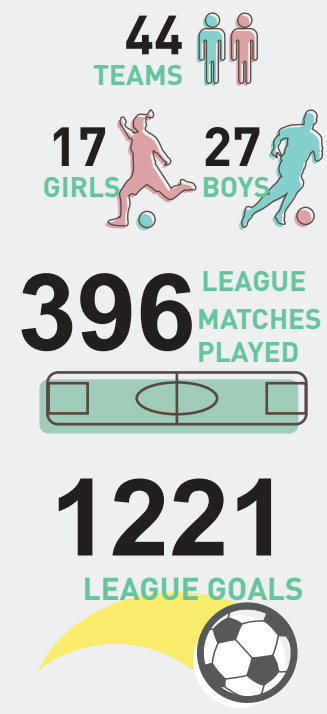 44
TEAMS
17
GIRLS
27
BOYS
396
LEAGUE
MATCHES
PLAYED
1221
LEAGUE GOALS